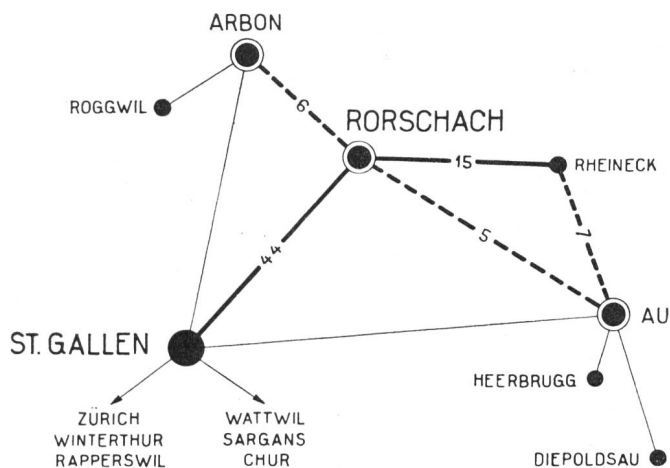 ARBON
ROGGWIL
6
RORSCHACH
15
RHEINECK
5
7
44
ST. GALLEN
AU
HEERBRUGG
ZÜRICH
WINTERTHUR
RAPPERSWIL
WATTWIL
SARGANS
CHUR
DIEPOLDSAU